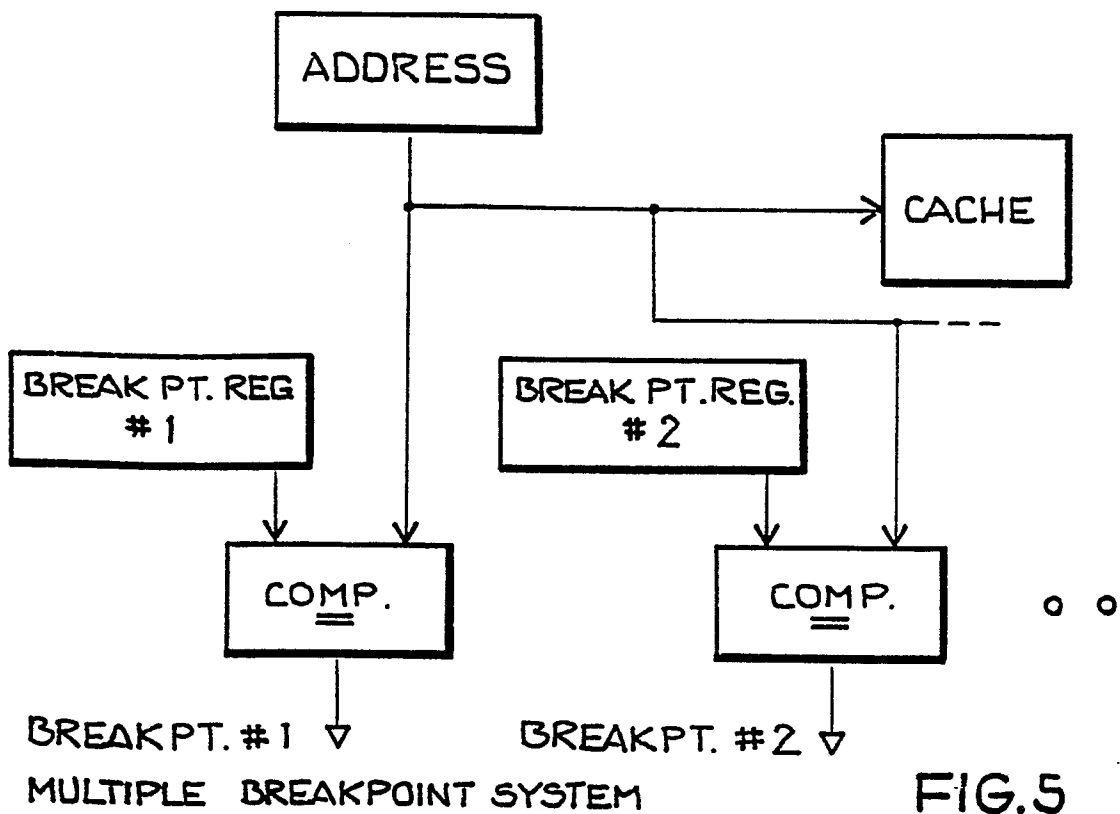 ADDRESS
CACHE
BREAK PT. REG
# 1
BREAK PT. REG.
# 2
COMP.
=
COMP.
=
BREAKPT. #1
BREAKPT. #2
MULTIPLE BREAKPOINT SYSTEM
FIG.5